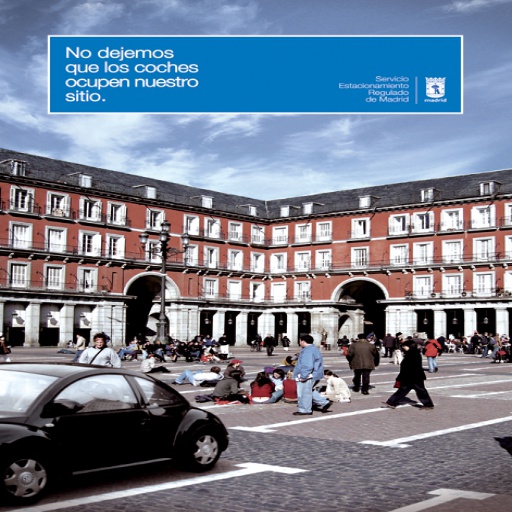 No dejemos
que los coches
ocupen nuestro
sitio.
Servicio
Estacionamiento
Regulado
de Madrid
madrid